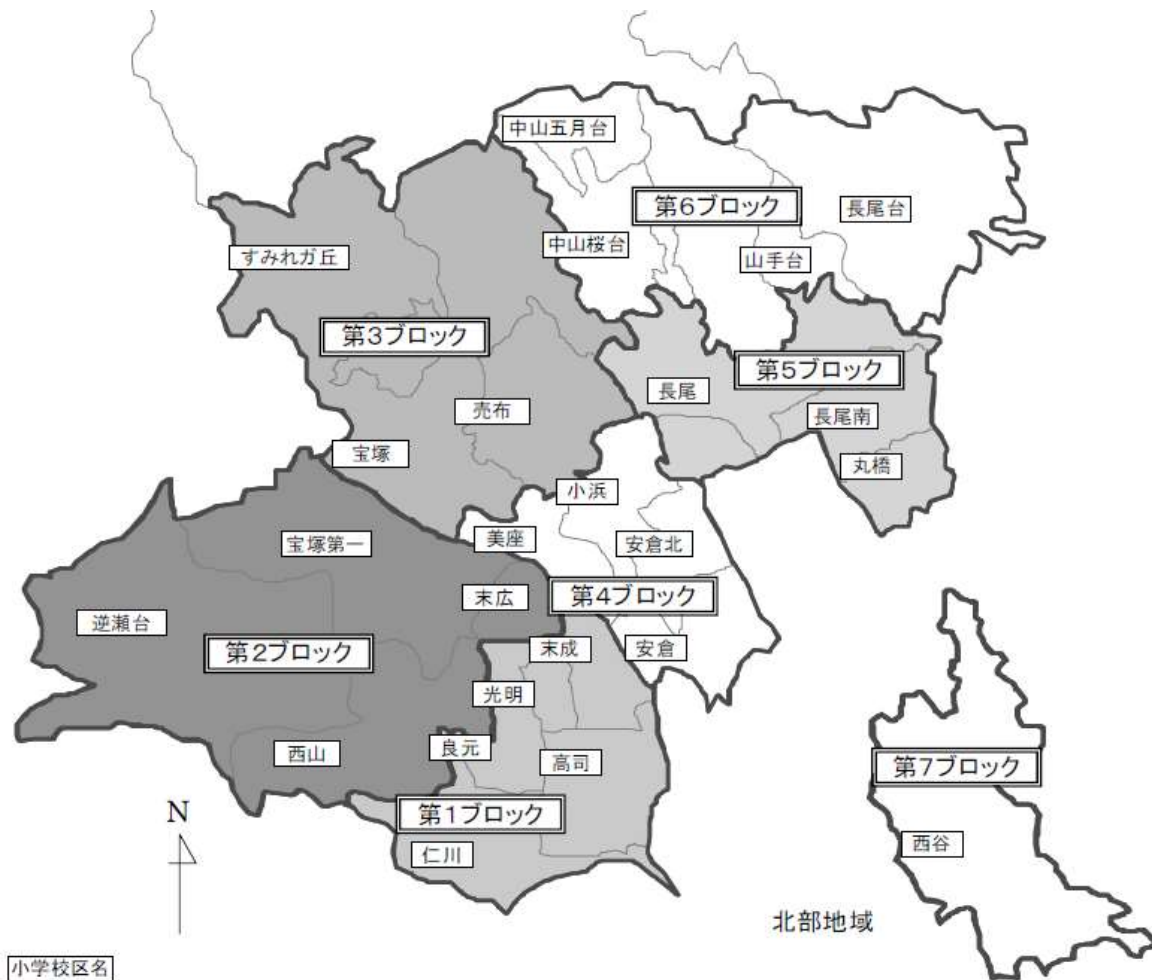 中山五月台
第6ブロック
長尾台
中山桜台
山手台
すみれガ丘
第3ブロック
第5ブロック
長尾
売布
長尾南
宝塚
丸橋
小浜
美座
安倉北
宝塚第一
末広
第4ブロック
逆瀬台
第2ブロック
末成
安倉
光明
西山
良元
高司
第7ブロック
N
第1ブロック
仁川
西谷
北部地域
小学校区名